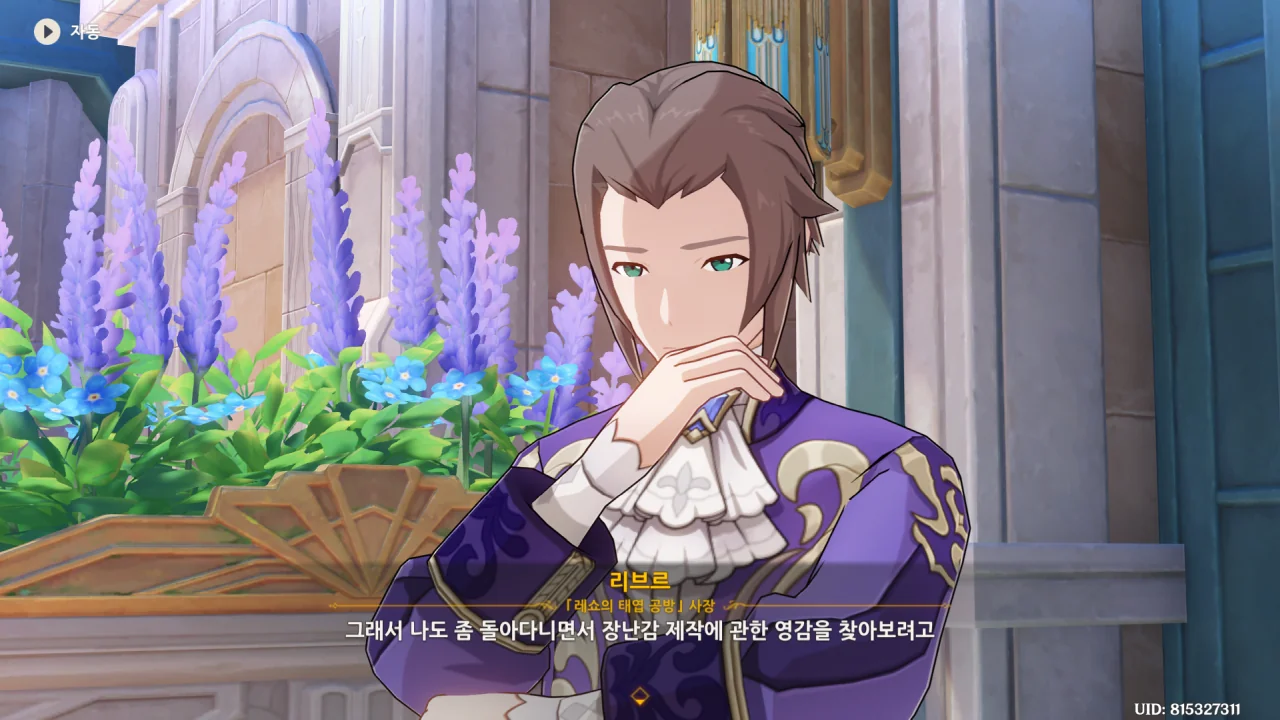 자동
리브르
「레쇼의 태엽 공방」 사장
그래서 나도 좀 돌아다니면서 장난감 제작에 관한 영감을 찾아보려고
UID: 815327311